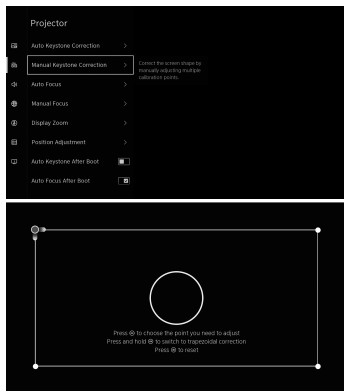 Projector
Auto Keystone Correction
Manual Keystone Correction
Correct the screen shape by
manually adjusting multiple
calibration points.
Auto Focus
Manual Focus
Display Zoom
Position Adjustment
Auto Keystone After Boot
Auto Focus After Boot
Press to choose the point you need to adjust
Press and hold to switch to trapezoidal correction
Press to reset